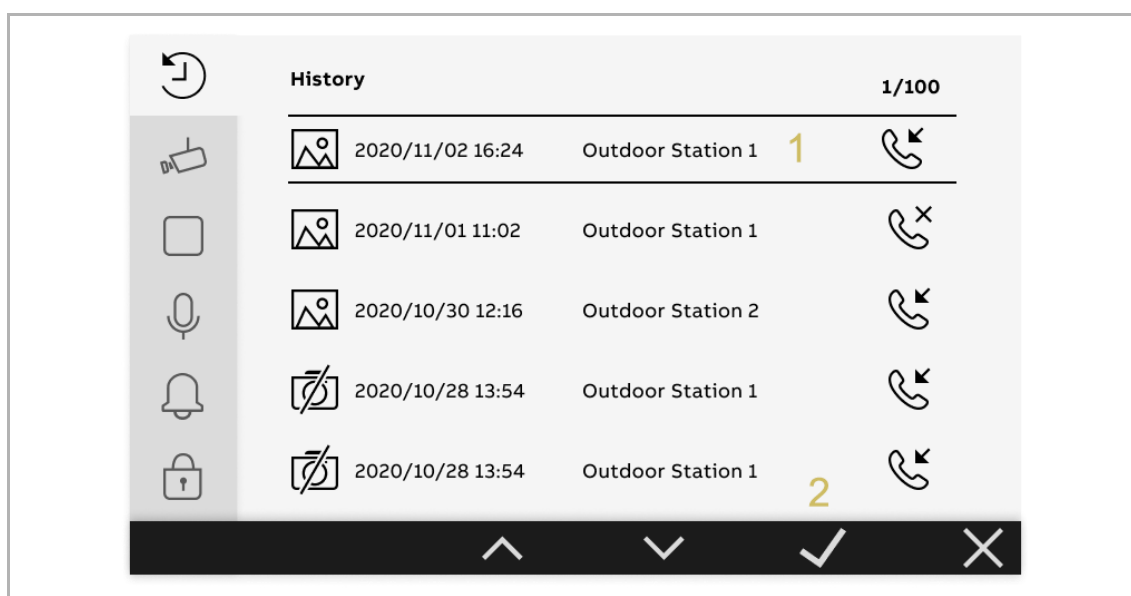 History
1/100
2020/11/02 16:24 Outdoor Station 1 1
2020/11/01 11:02 Outdoor Station 1
2020/10/30 12:16 Outdoor Station 2
2020/10/28 13:54 Outdoor Station 1
2020/10/28 13:54 Outdoor Station 1
2